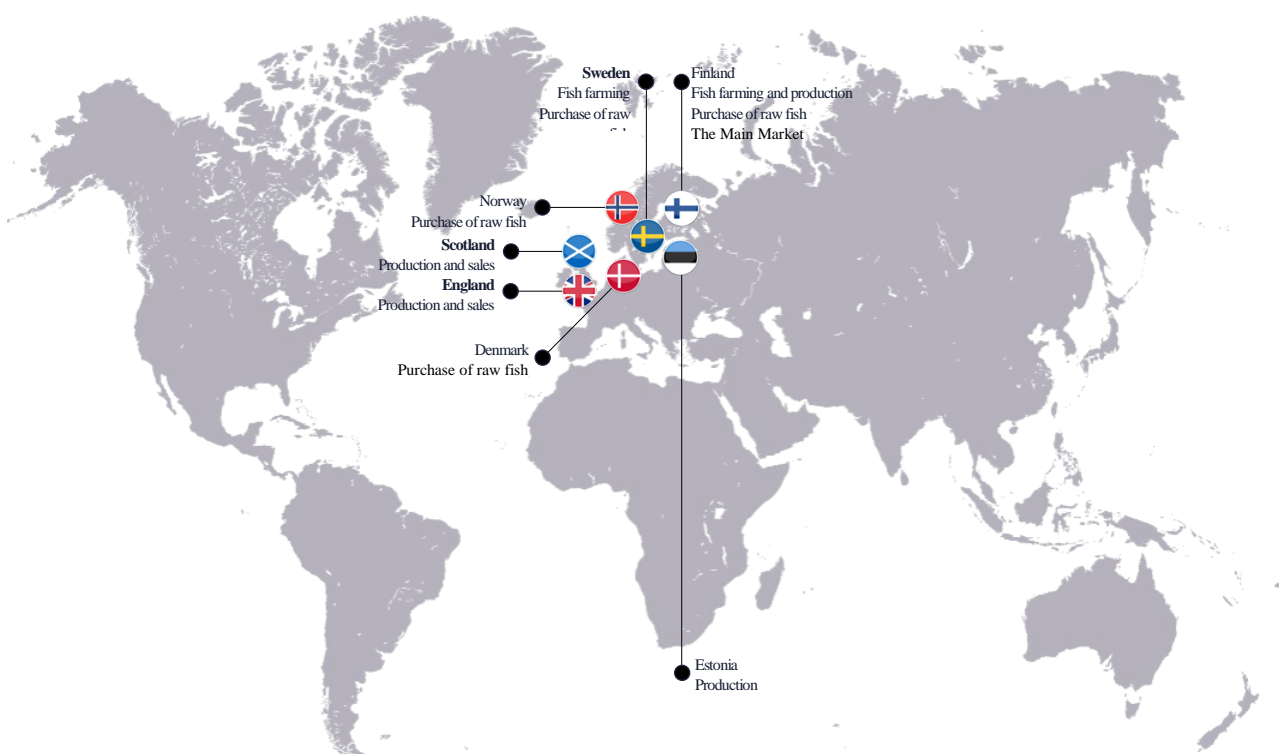 Sweden
Fish farming
Purchase of raw
Finland
Fish farming and production
Purchase of raw fish
The Main Market
Norway
Purchase of raw fish
Scotland
Production and sales
England
Production and sales
Denmark
Purchase of raw fish
Estonia
Production